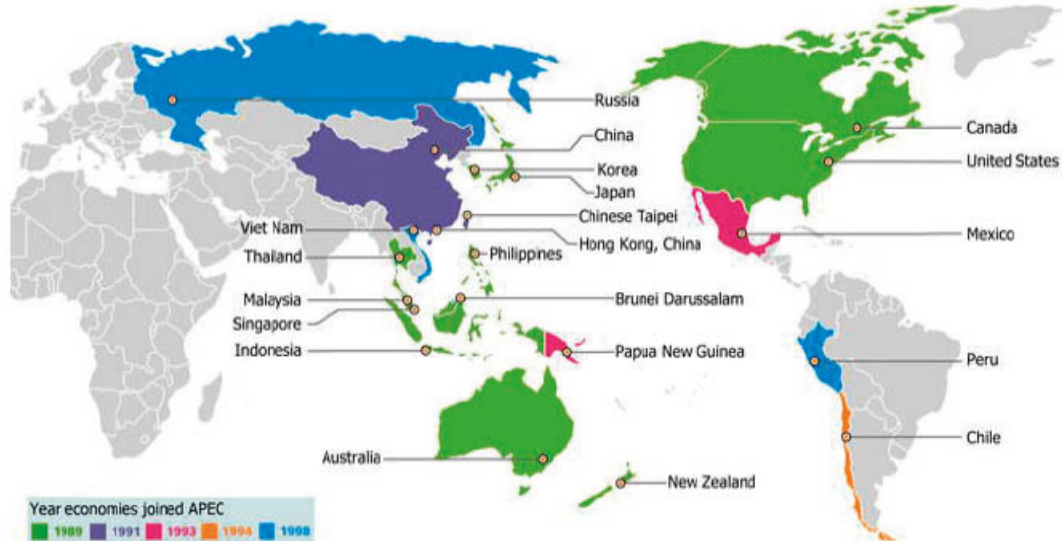 Russia
China
Canada
Korea
United States
Japan
Chinese Taipei
Viet Nam
Hong Kong, China
Mexico
Thailand
Philippines
Malaysia
Brunei Darussalam
Singapore
Indonesia
Papua New Guinea
Peru
Chile
Australia
New Zealand
Year economies joined APEC
1989 1991 1993 1994 1998